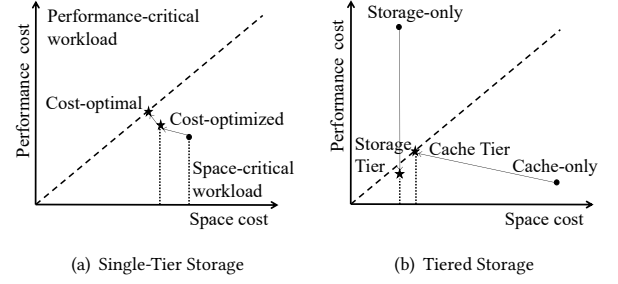 Performance cost
Performance-critical
workload
Cost-optimal
Cost-optimized
Space-critical
workload
Space cost
(a) Single-Tier Storage
Performance cost
Storage-only
Storage
Tier
Cache Tier
Cache-only
Space cost
(b) Tiered Storage